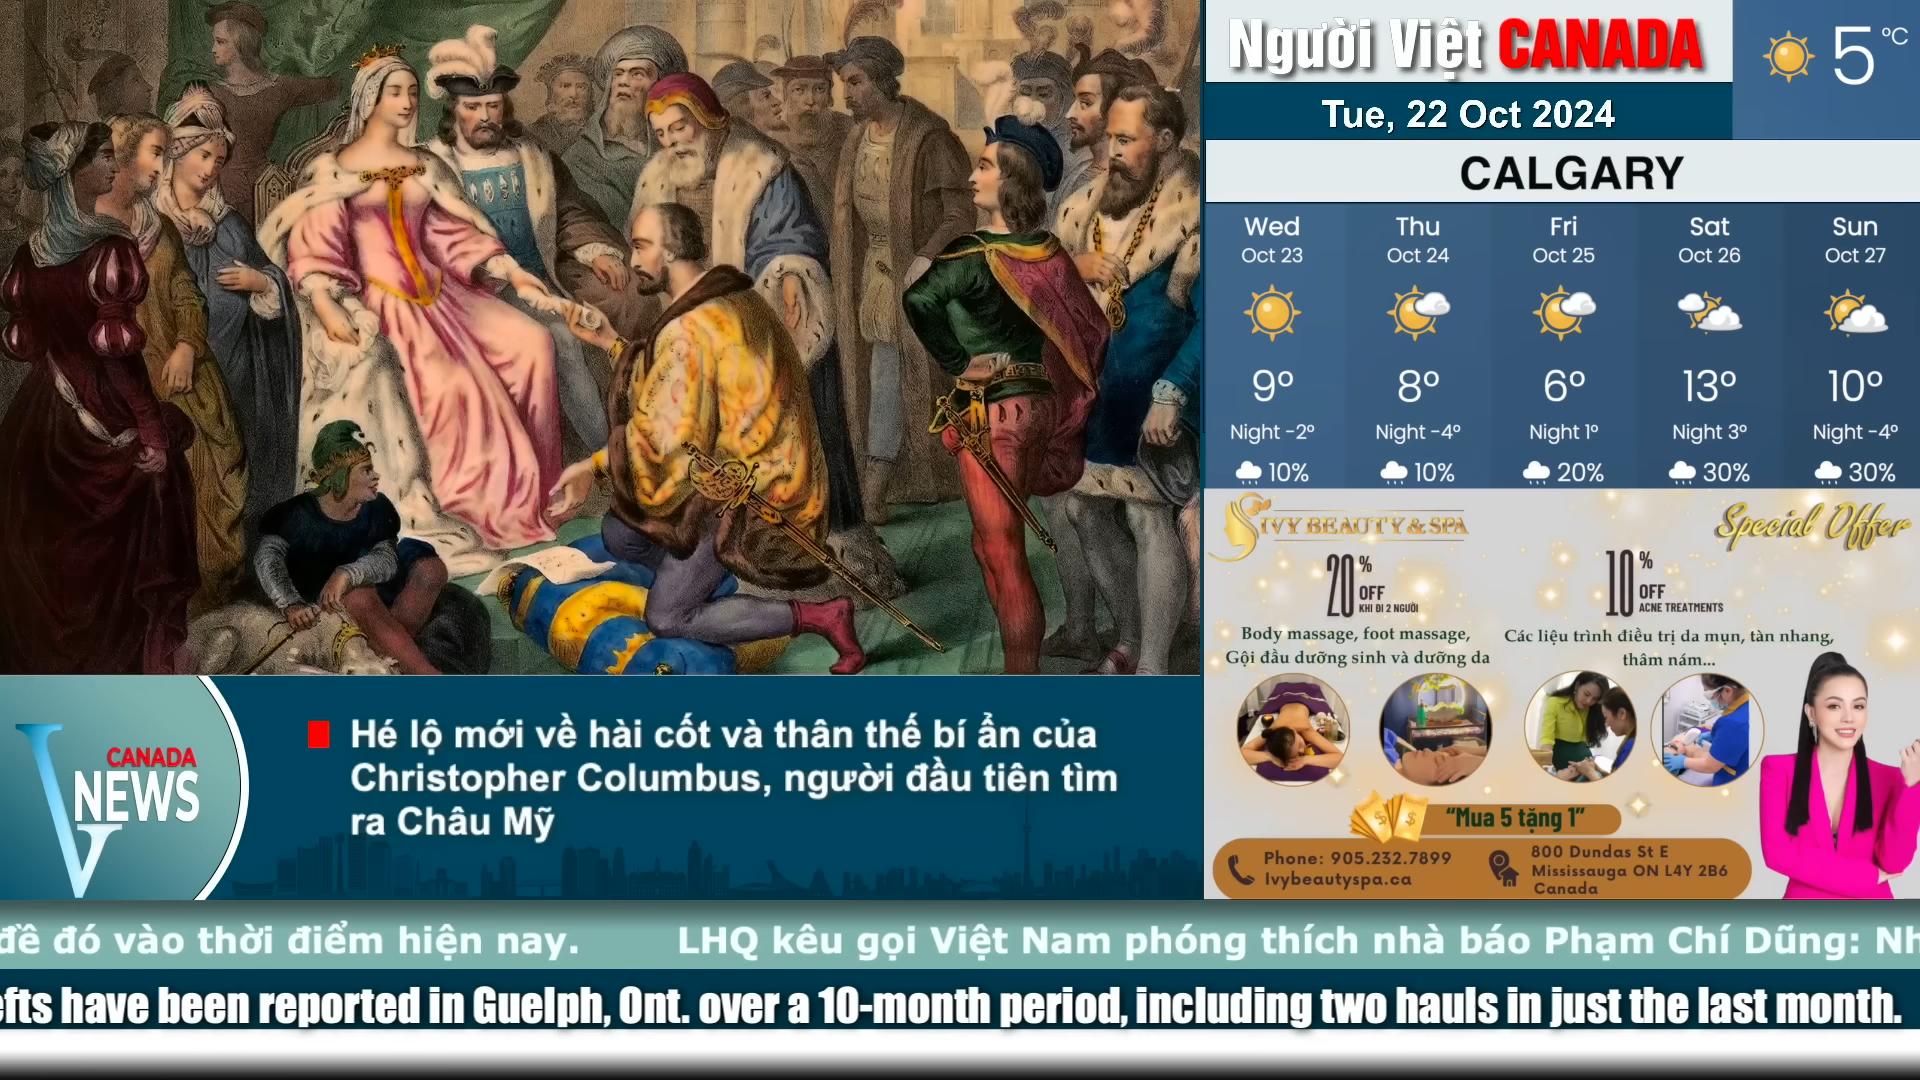 Người Việt CANADA
5 °C
Tue, 22 Oct 2024
CALGARY
Wed Thu Fri Sat Sun
Oct 23 Oct 24 Oct 25 Oct 26 Oct 27
9° 8° 6° 13° 10°
Night -2° Night -4° Night 1° Night 3° Night -4°
10% 10% 20% 30% 30%
IVY BEAUTY & SPA
Special Offer
20% OFF
KHI ĐI 2 NGƯỜI
10% OFF
ACNE TREATMENTS
Body massage, foot massage,
Gội đầu dưỡng sinh và dưỡng da
Các liệu trình điều trị da mụn, tàn nhang,
thâm nám...
"Mua 5 tặng 1"
Phone: 905.232.7899
Ivybeautyspa.ca
800 Dundas St E
Mississauga ON L4Y 2B6
Canada
V CANADA
NEWS
Hé lộ mới về hài cốt và thân thế bí ẩn của
Christopher Columbus, người đầu tiên tìm
ra Châu Mỹ
đề đó vào thời điểm hiện nay. LHQ kêu gọi Việt Nam phóng thích nhà báo Phạm Chí Dũng: Nh
efts have been reported in Guelph, Ont. over a 10-month period, including two hauls in just the last month.